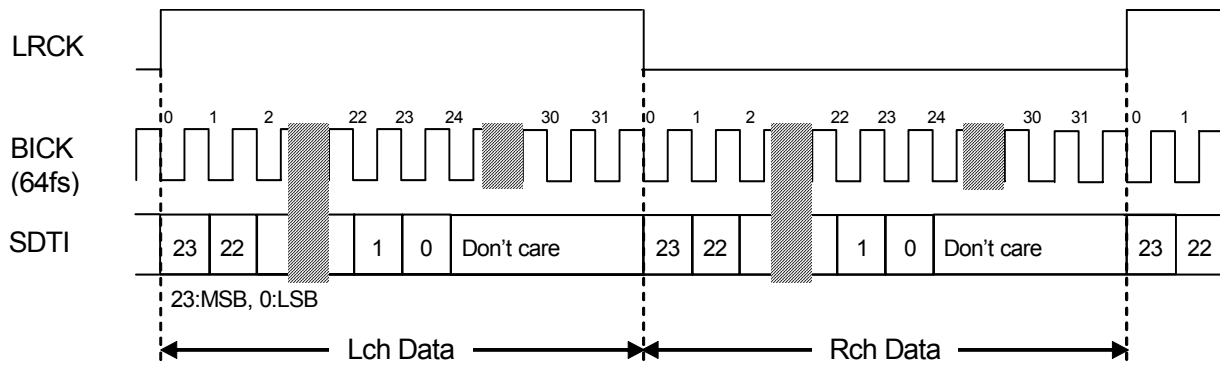 LRCK
0 1 2 22 23 24 30 31 0 1 2 22 23 24 30 31 0 1
BICK
(64fs)
SDTI 23 22 1 0 Don't care 23 22 1 0 Don't care 23 22
23:MSB, 0:LSB
Lch Data Rch Data